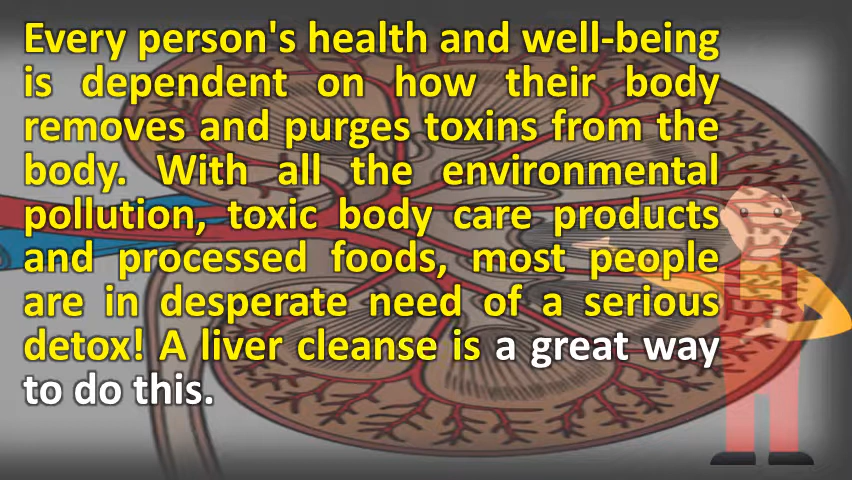 Every person's health and well-being
is dependent on how their body
removes and purges toxins from the
body. With all the environmental
pollution, toxic body care products
and processed foods, most people
are in desperate need of a serious
detox! A liver cleanse is a great way
to do this.